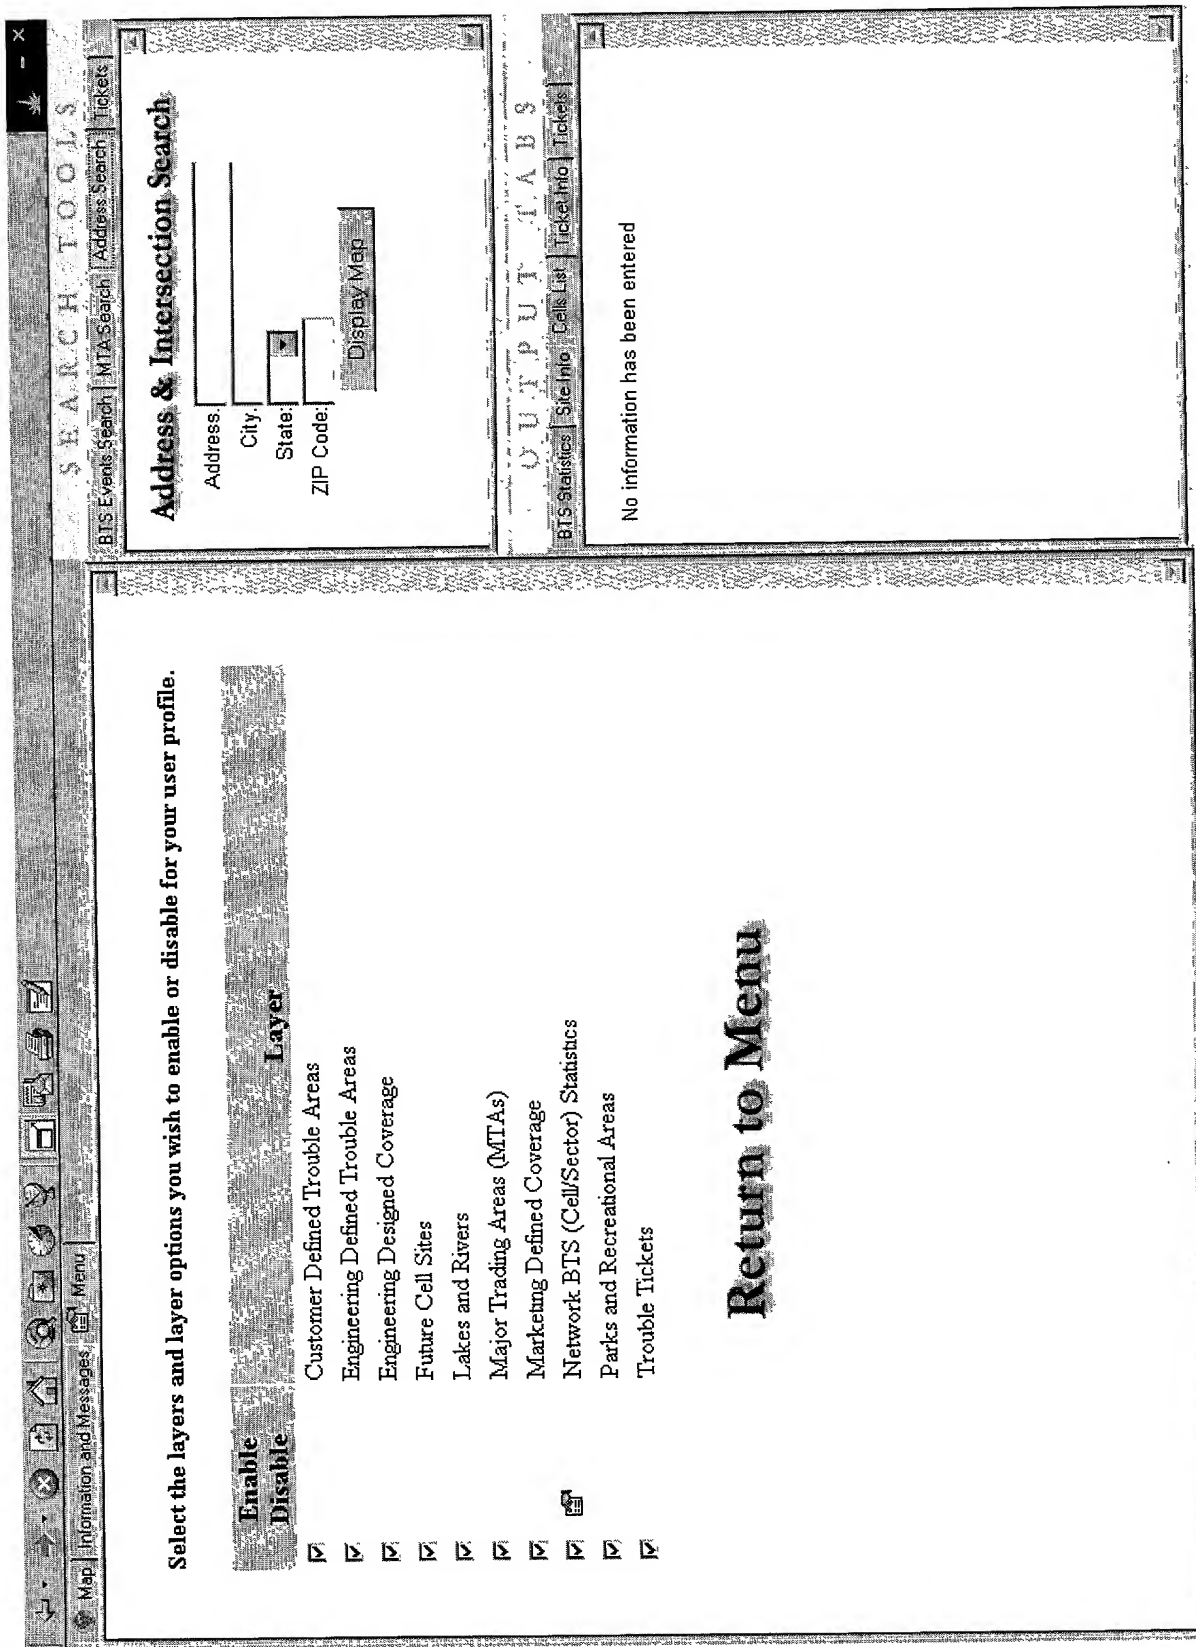 Map
Information and Messages
Menu
Select the layers and layer options you wish to enable or disable for your user profile.
Enable
Disable
Layer
Customer Defined Trouble Areas
Engineering Defined Trouble Areas
Engineering Designed Coverage
Future Cell Sites
Lakes and Rivers
Major Trading Areas (MTAs)
Marketing Defined Coverage
Network BTS (Cell/Sector) Statistics
Parks and Recreational Areas
Trouble Tickets
Return to Menu
SEARCH TOOLS
BTS Events Search
MTA Search
Address Search
Tickets
Address & Intersection Search
Address:
City:
State:
ZIP Code:
Display Map
OUTPUT TABS
BTS Statistics
Site Info
Cells List
Ticket Info
Tickets
No information has been entered